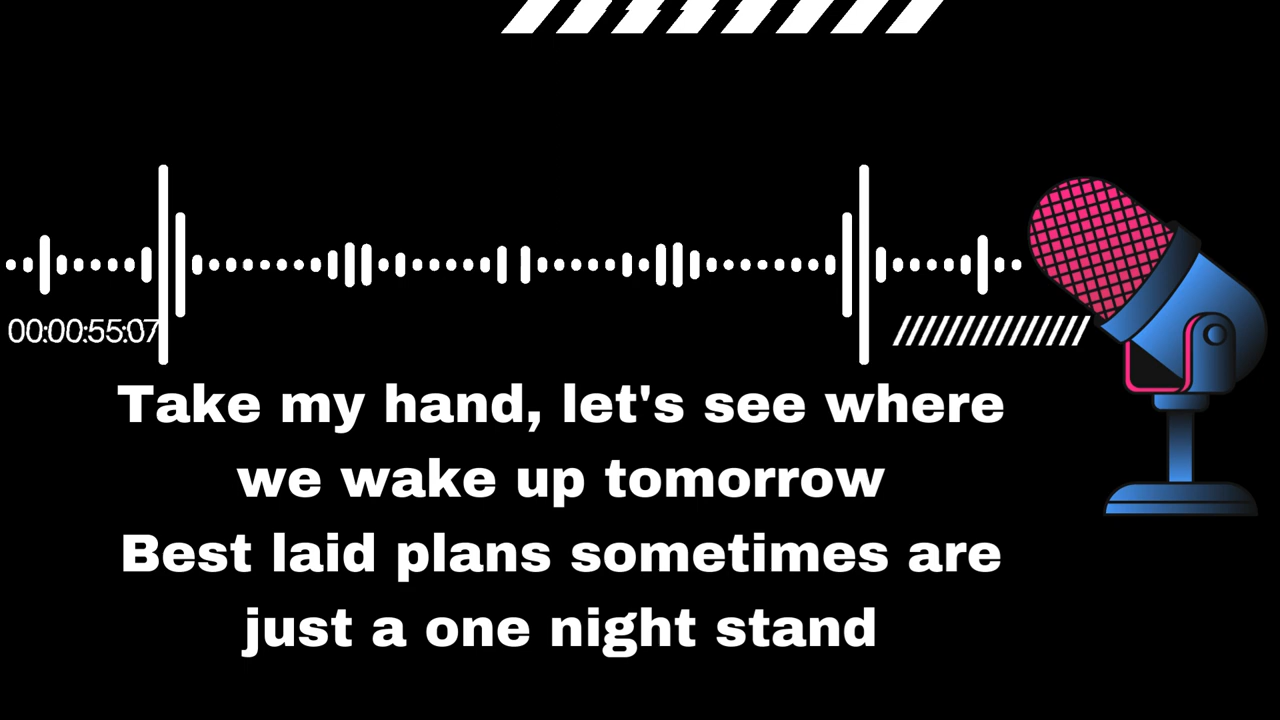 00:00:55:07
Take my hand, let's see where
we wake up tomorrow
Best laid plans sometimes are
just a one night stand